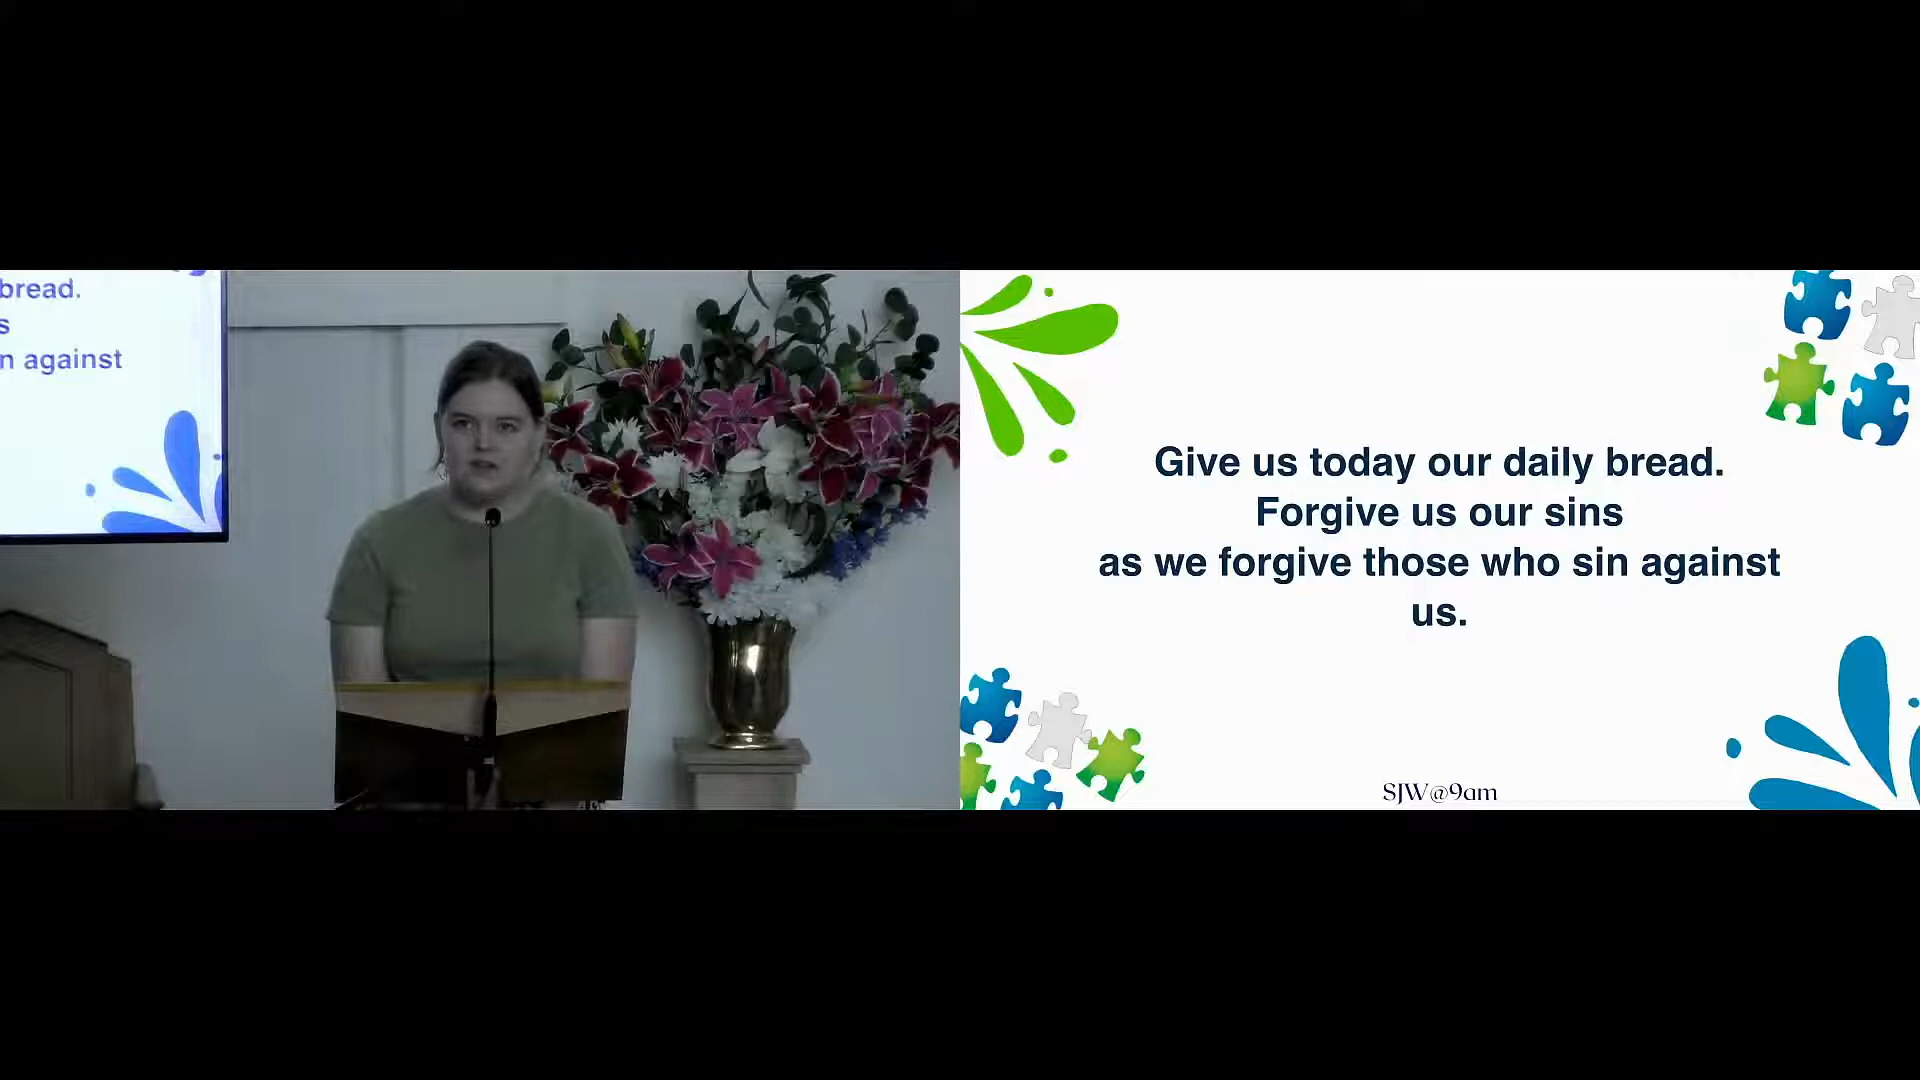 bread.
s
n against
Give us today our daily bread.
Forgive us our sins
as we forgive those who sin against
us.
SJW@9am